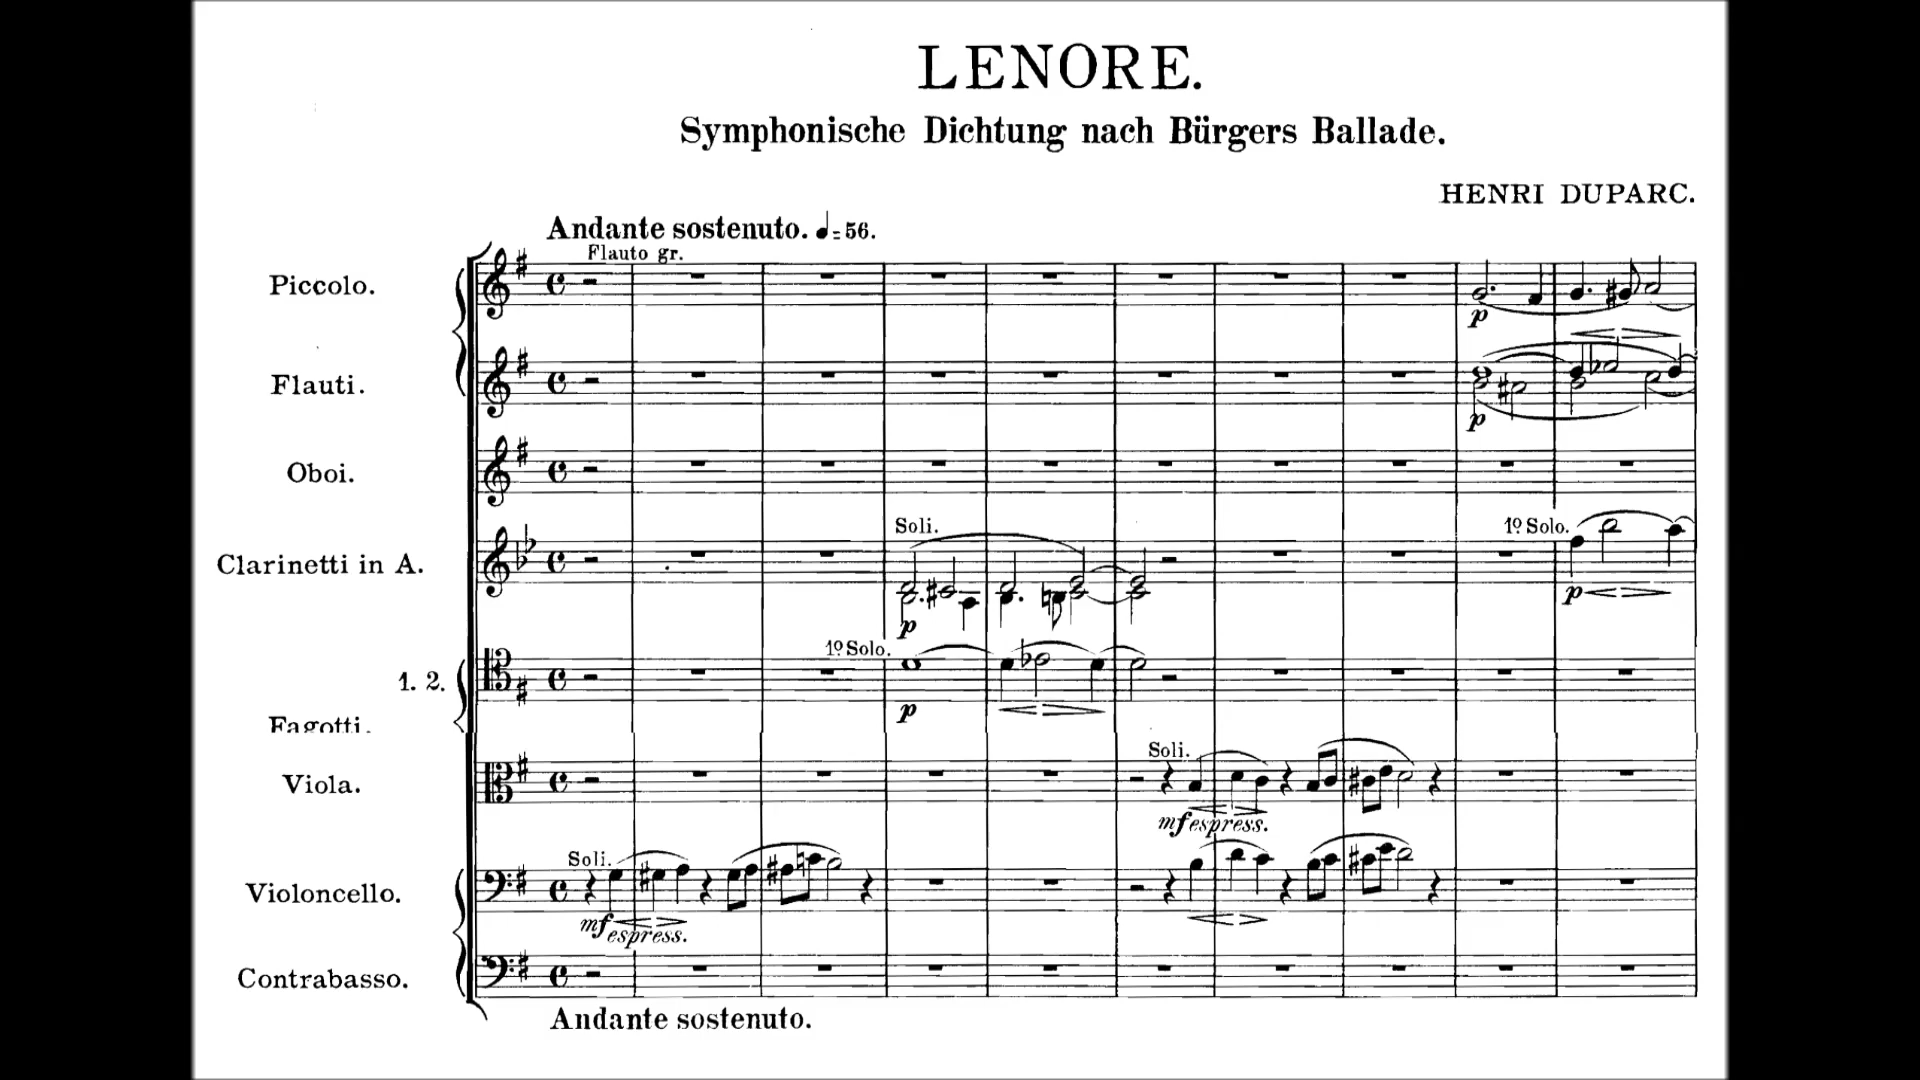 LENORE.
Symphonische Dichtung nach Bürgers Ballade.
HENRI DUPARC.
Andante sostenuto. ♩=56.
Flauto gr.
Piccolo.
p
Flauti.
p
Oboi.
Soli.
1º Solo.
Clarinetti in A.
p
p
1º Solo.
1. 2.
p
Fagotti.
Soli.
Viola.
mf espress.
Soli.
Violoncello.
mf espress.
Contrabasso.
Andante sostenuto.